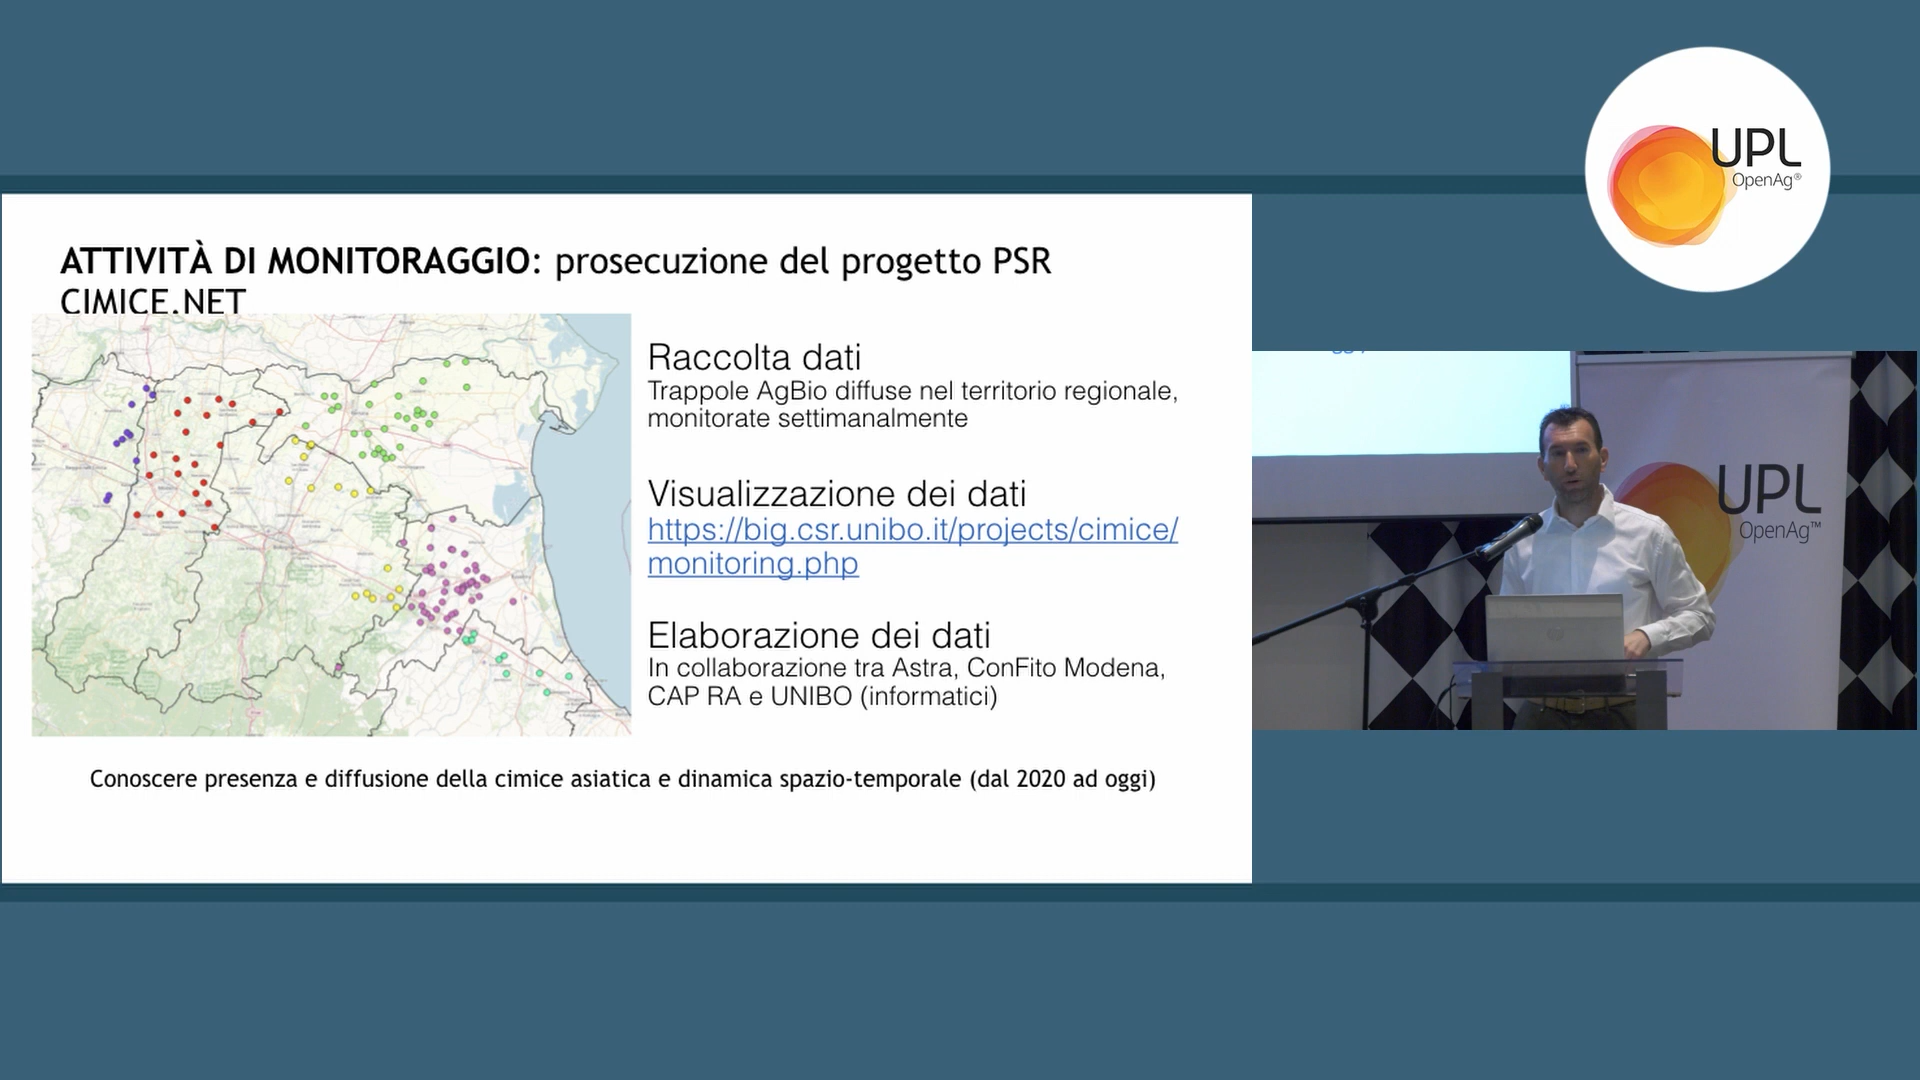 UPL
OpenAg®
ATTIVITÀ DI MONITORAGGIO: prosecuzione del progetto PSR
CIMICE.NET
Raccolta dati
Trappole AgBio diffuse nel territorio regionale,
monitorate settimanalmente
Visualizzazione dei dati
https://big.csr.unibo.it/projects/cimice/
monitoring.php
Elaborazione dei dati
In collaborazione tra Astra, ConFito Modena,
CAP RA e UNIBO (informatici)
Conoscere presenza e diffusione della cimice asiatica e dinamica spazio-temporale (dal 2020 ad oggi)
UPL
OpenAg™